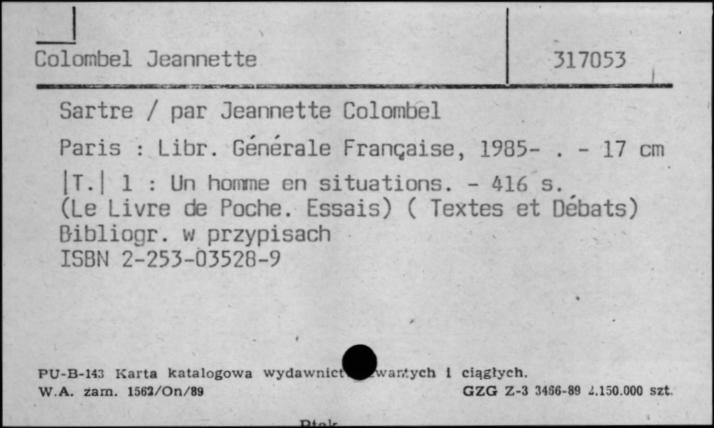 Colombel Jeannette 317053
Sartre / par Jeannette Colombel
Paris : Libr. Générale Française, 1985- . - 17 cm
|T.| 1 : Un homme en situations. - 416 s.
(Le Livre de Poche. Essais) ( Textes et Débats)
Bibliogr. w przypisach
ISBN 2-253-03528-9
PU-B-143 Karta katalogowa wydawnict wartych i ciągłych.
W.A. zam. 1562/On/89 GZG Z-3 3466-89 2.150.000 szt.